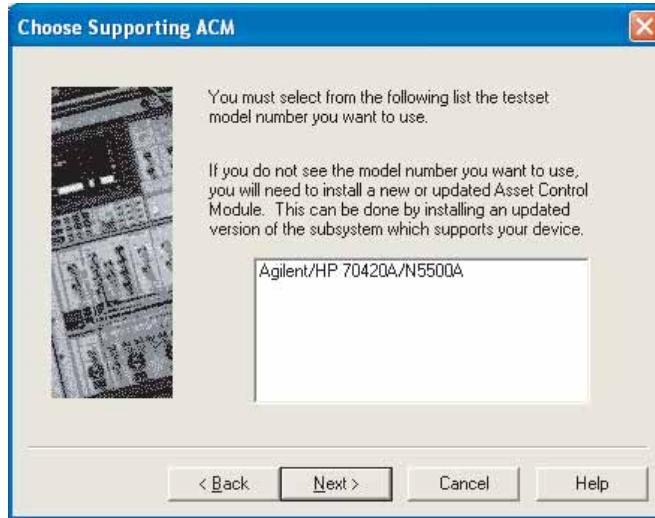 Choose Supporting ACM
You must select from the following list the testset
model number you want to use.
If you do not see the model number you want to use,
you will need to install a new or updated Asset Control
Module.  This can be done by installing an updated
version of the subsystem which supports your device.
Agilent/HP 70420A/N5500A
< Back
Next >
Cancel
Help